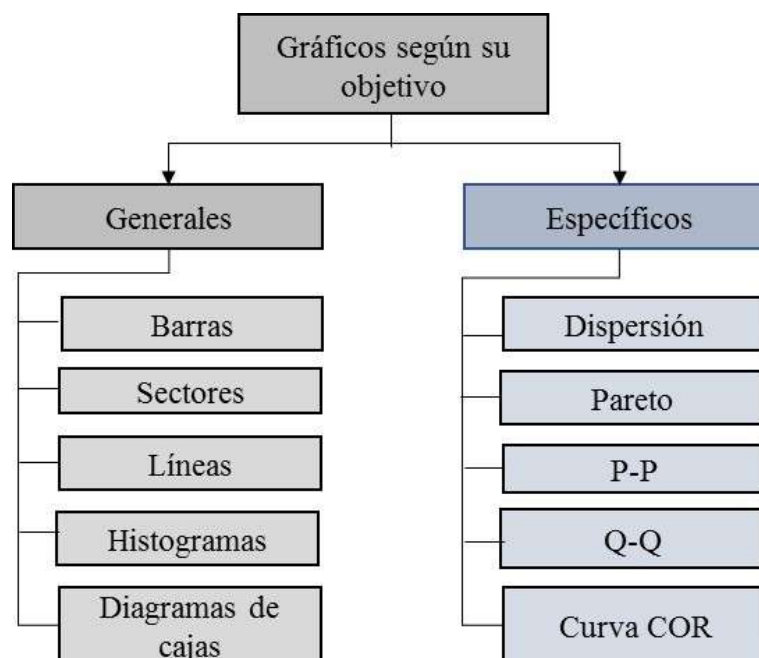 Gráficos según su
objetivo
Generales
Barras
Sectores
Líneas
Histogramas
Diagramas de
cajas
Específicos
Dispersión
Pareto
P-P
Q-Q
Curva COR